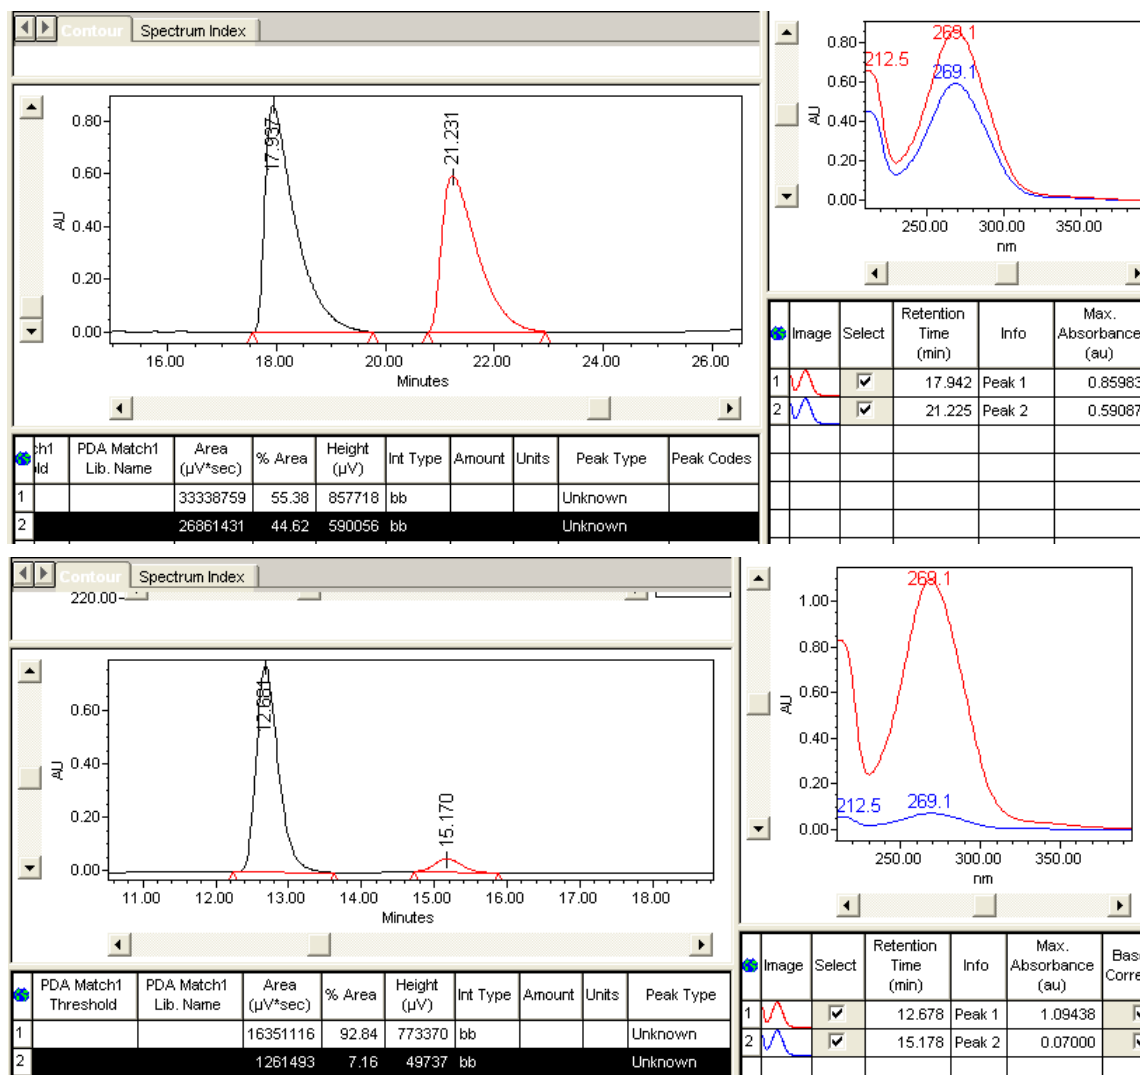 Contour Spectrum Index
0.80
0.60
0.40
0.20
0.00
AU
17.937
21.231
16.00 18.00 20.00 22.00 24.00 26.00
Minutes
ch1
ld PDA Match1
Lib. Name Area
(µV*sec) % Area Height
(µV) Int Type Amount Units Peak Type Peak Codes
1 33338759 55.38 857718 bb Unknown
2 26861431 44.62 590056 bb Unknown
0.80
0.60
0.40
0.20
0.00
AU
269.1
212.5
269.1
250.00 300.00 350.00
nm
Image Select Retention
Time
(min) Info Max.
Absorbance
(au)
1 17.942 Peak 1 0.85983
2 21.225 Peak 2 0.59087
Contour Spectrum Index
220.00
0.60
0.40
0.20
0.00
AU
12.681
15.170
11.00 12.00 13.00 14.00 15.00 16.00 17.00 18.00
Minutes
PDA Match1
Threshold PDA Match1
Lib. Name Area
(µV*sec) % Area Height
(µV) Int Type Amount Units Peak Type
1 16351116 92.84 773370 bb Unknown
2 1261493 7.16 49737 bb Unknown
1.00
0.80
0.60
0.40
0.20
0.00
AU
269.1
212.5
269.1
250.00 300.00 350.00
nm
Image Select Retention
Time
(min) Info Max.
Absorbance
(au) Bas
Corre
1 12.678 Peak 1 1.09438
2 15.178 Peak 2 0.07000